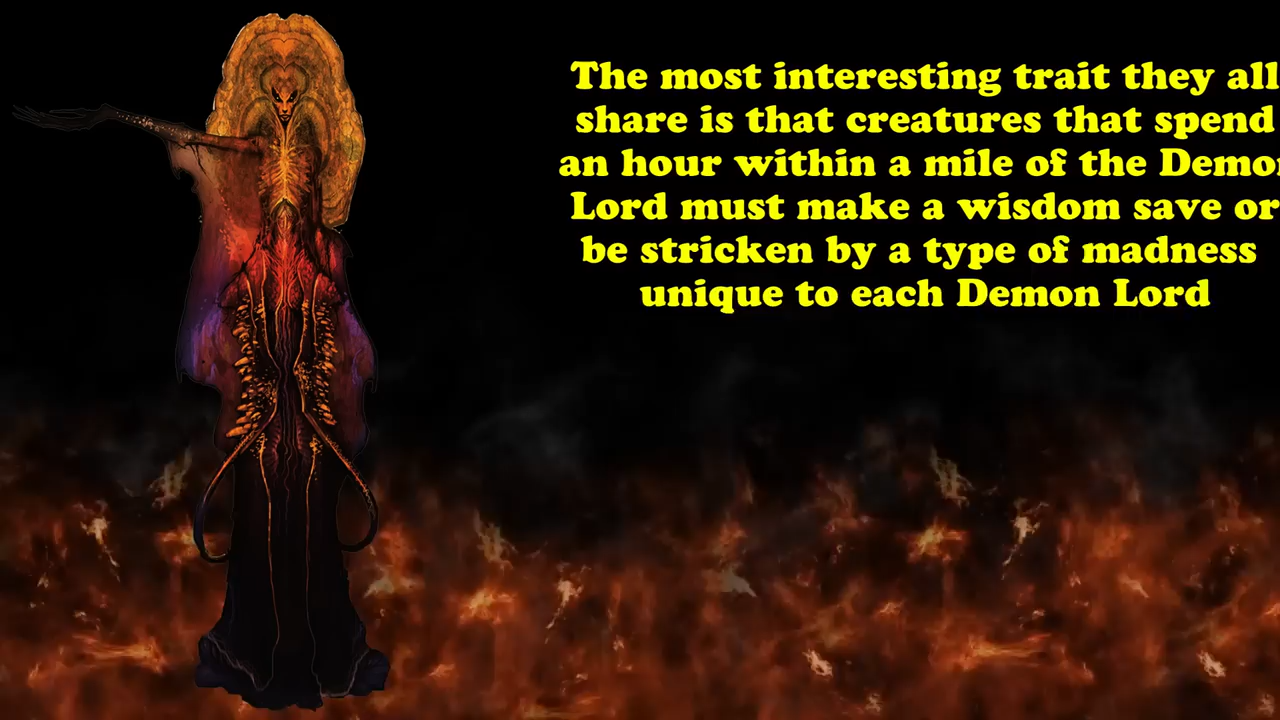 The most interesting trait they all
share is that creatures that spend
an hour within a mile of the Demon
Lord must make a wisdom save or
be stricken by a type of madness
unique to each Demon Lord